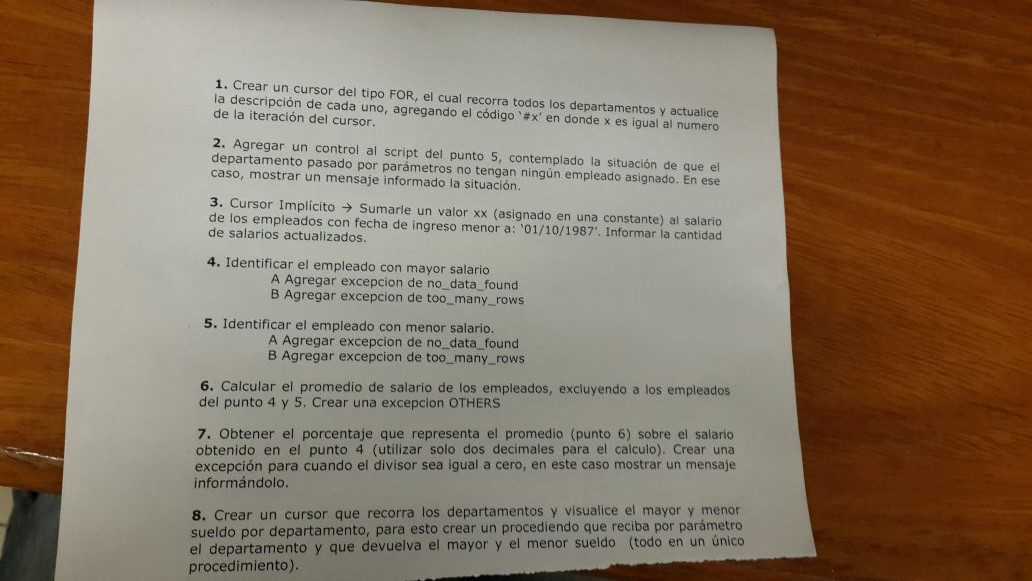 1. Crear un cursor del tipo FOR, el cual recorra todos los departamentos y actualice
la descripción de cada uno, agregando el código '#x' en donde x es igual al numero
de la iteración del cursor.
2. Agregar un control al script del punto 5, contemplado la situación de que el
departamento pasado por parámetros no tengan ningún empleado asignado. En ese
caso, mostrar un mensaje informado la situación.
3. Cursor Implícito → Sumarle un valor xx (asignado en una constante) al salario
de los empleados con fecha de ingreso menor a: '01/10/1987'. Informar la cantidad
de salarios actualizados.
4. Identificar el empleado con mayor salario
A Agregar excepcion de no_data_found
B Agregar excepcion de too_many_rows
5. Identificar el empleado con menor salario.
A Agregar excepcion de no_data_found
B Agregar excepcion de too_many_rows
6. Calcular el promedio de salario de los empleados, excluyendo a los empleados
del punto 4 y 5. Crear una excepcion OTHERS
7. Obtener el porcentaje que representa el promedio (punto 6) sobre el salario
obtenido en el punto 4 (utilizar solo dos decimales para el calculo). Crear una
excepción para cuando el divisor sea igual a cero, en este caso mostrar un mensaje
informándolo.
8. Crear un cursor que recorra los departamentos y visualice el mayor y menor
sueldo por departamento, para esto crear un procediendo que reciba por parámetro
el departamento y que devuelva el mayor y el menor sueldo (todo en un único
procedimiento).